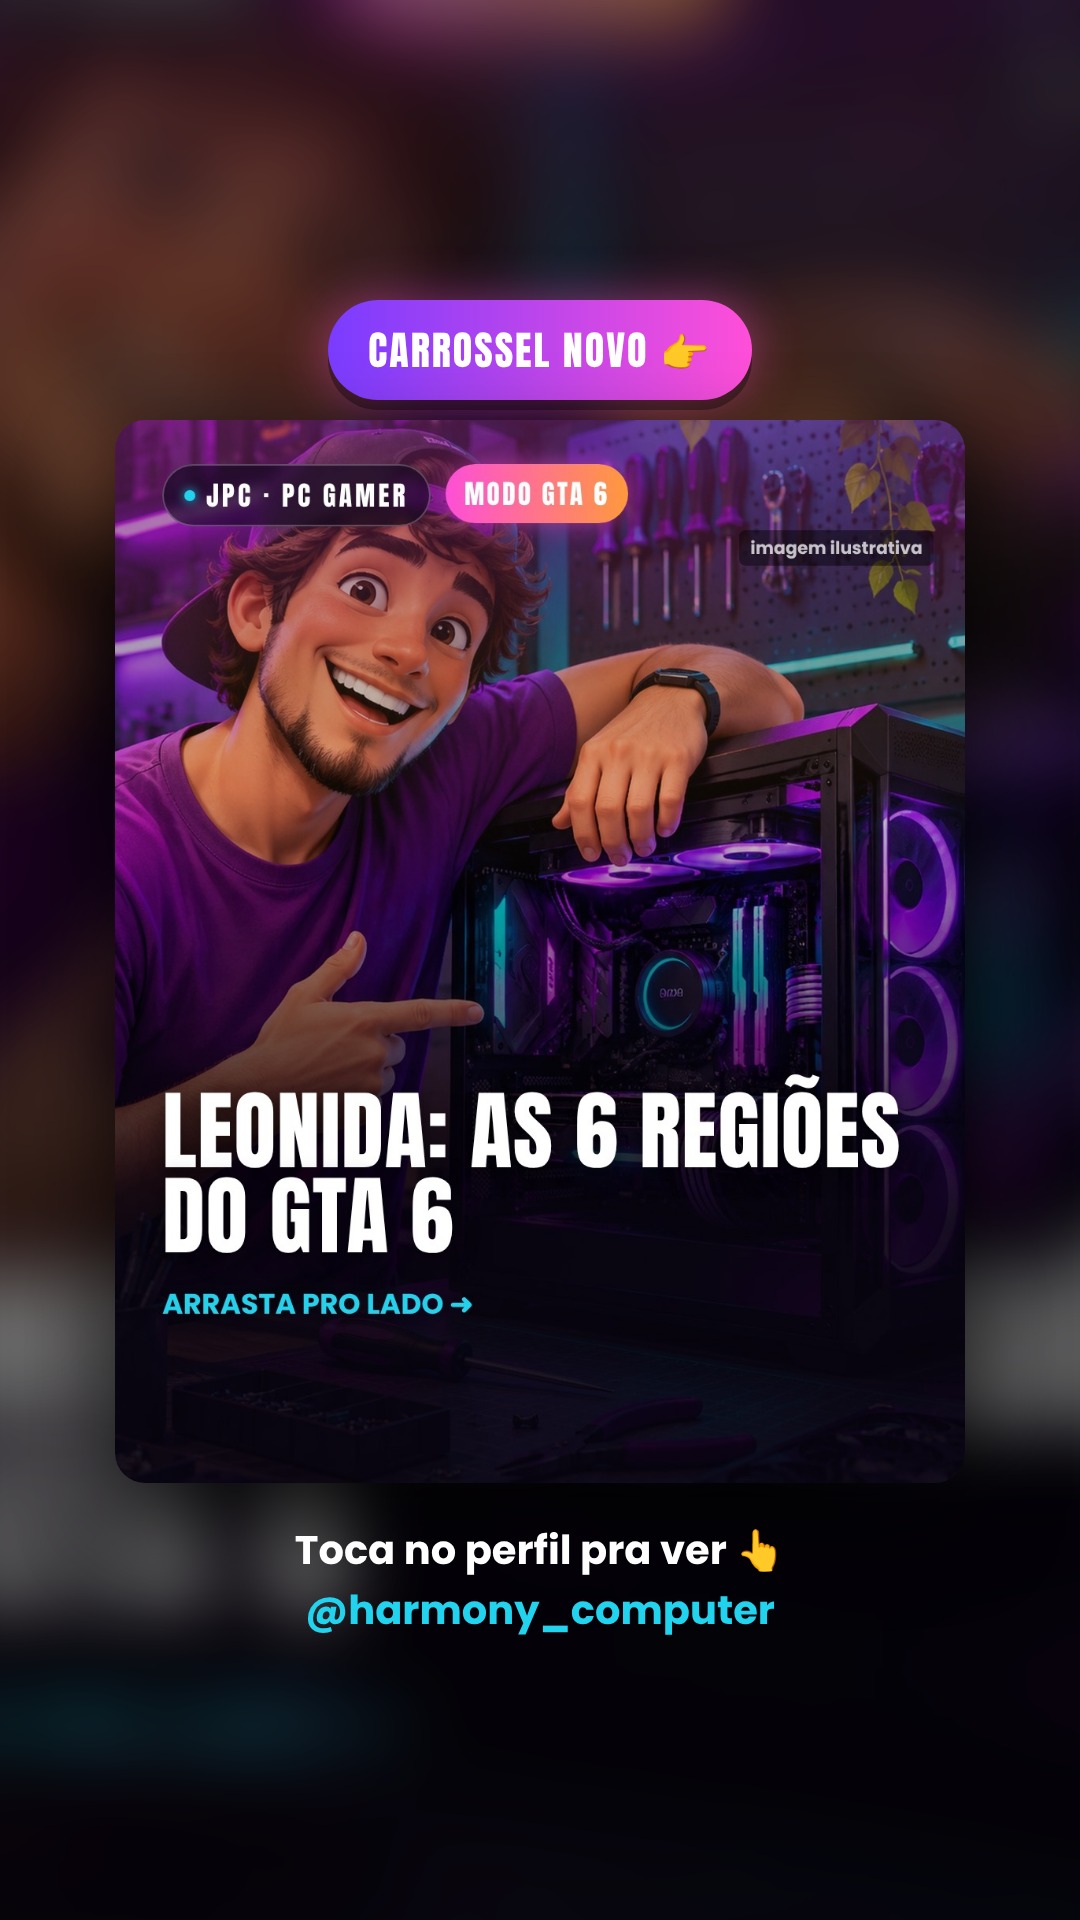 CARROSSEL NOVO 👉
JPC · PC GAMER
MODO GTA 6
imagem ilustrativa
LEONIDA: AS 6 REGIÕES
DO GTA 6
ARRASTA PRO LADO ➜
Toca no perfil pra ver 👆
@harmony_computer